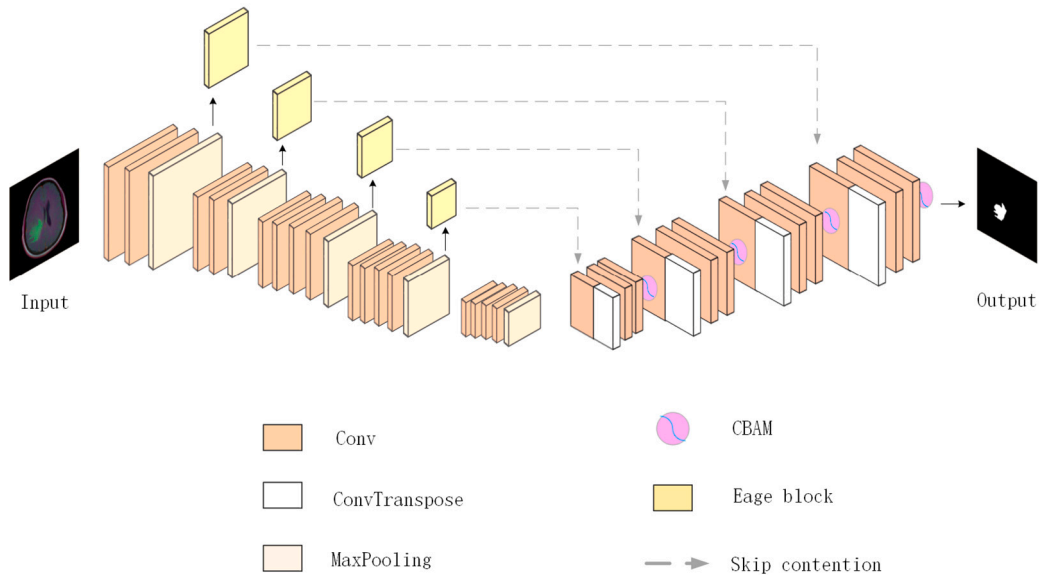 Input
Output
Conv
CBAM
ConvTranspose
Eage block
MaxPooling
Skip contention